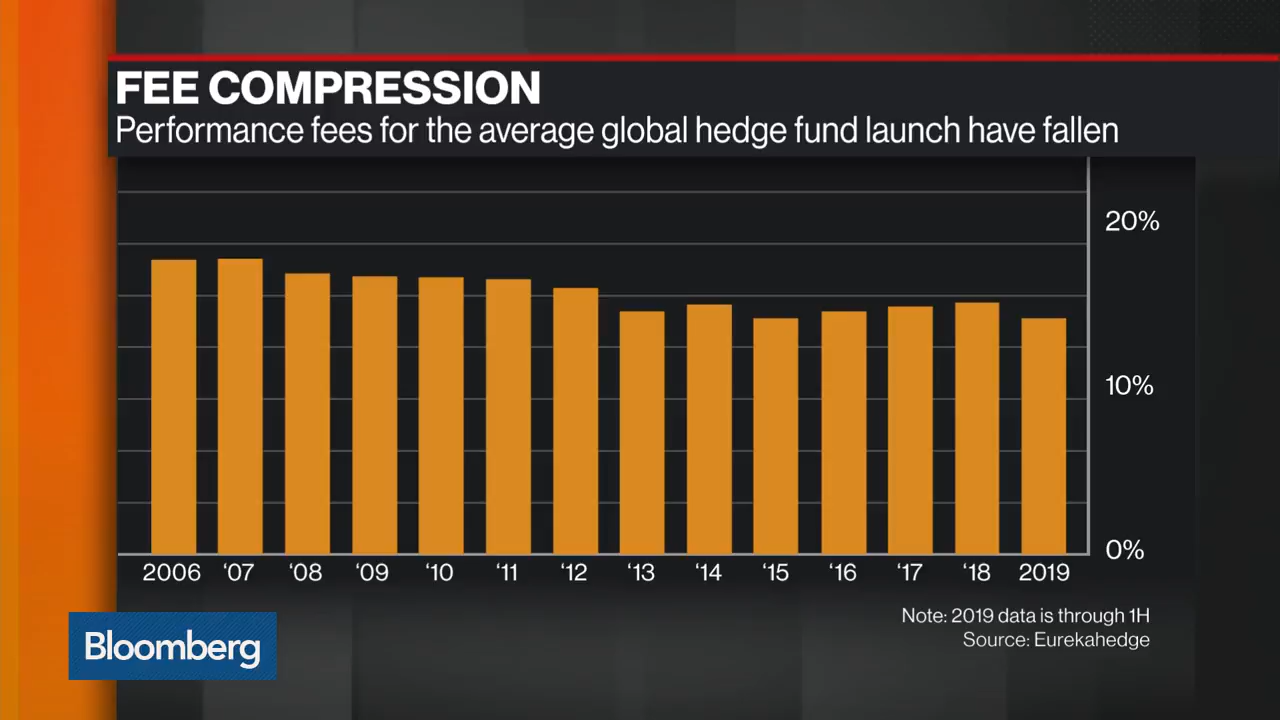 FEE COMPRESSION
Performance fees for the average global hedge fund launch have fallen
20%
10%
0%
2006 ‘07 ‘08 ‘09 ‘10 ‘11 ‘12 ‘13 ‘14 ‘15 ‘16 ‘17 ‘18 2019
Note: 2019 data is through 1H
Source: Eurekahedge
Bloomberg